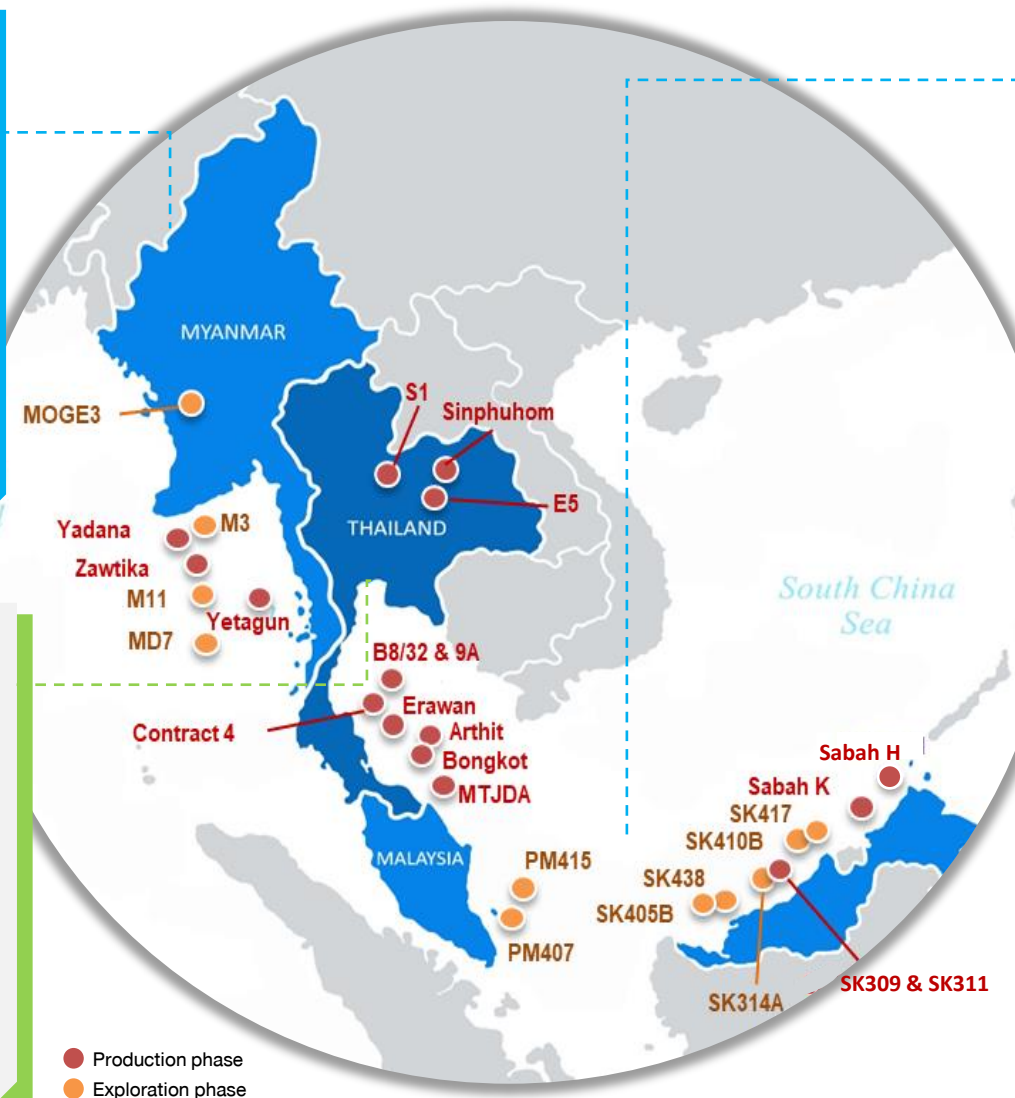 MYANMAR
MOGE3
S1
Sinphuhom
E5
THAILAND
M3
Yadana
Zawtika
M11
Yetagun
MD7
South China
Sea
B8/32 & 9A
Erawan
Contract 4
Arthit
Bongkot
MTJDA
Sabah H
Sabah K
SK417
SK410B
MALAYSIA
PM415
SK438
SK405B
PM407
SK309 & SK311
SK314A
Production phase
Exploration phase